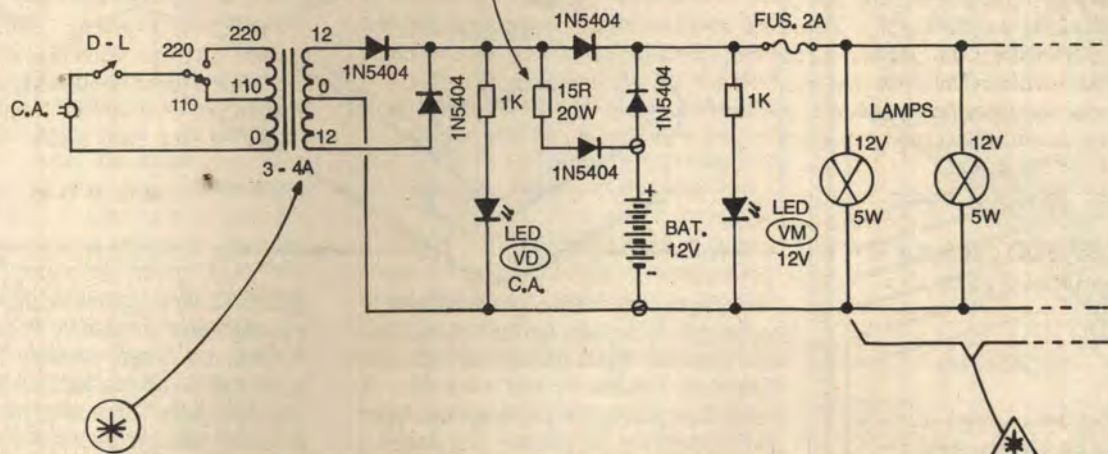 D - L
220
110
C.A.
220
110
0
12
0
12
3 - 4A
1N5404
1N5404
1K
LED
VD
C.A.
15R
20W
1N5404
1N5404
1N5404
BAT.
12V
+
-
1K
LED
VM
12V
FUS. 2A
LAMPS
12V
5W
12V
5W